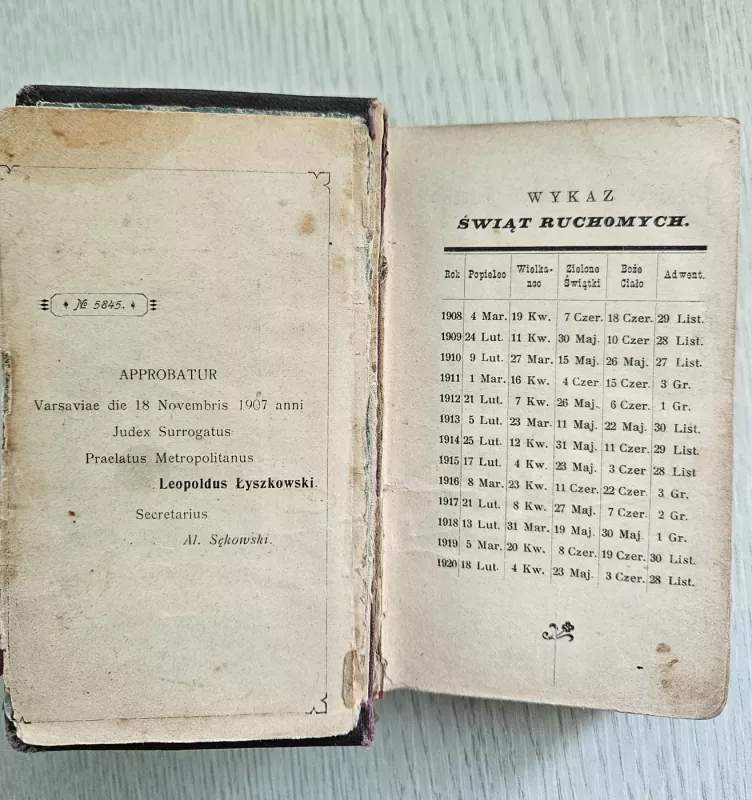 № 5845.
APPROBATUR
Varsaviae die 18 Novembris 1907 anni
Judex Surrogatus
Praelatus Metropolitanus
Leopoldus Łyszkowski.
Secretarius
Al. Sękowski.
WYKAZ
ŚWIĄT RUCHOMYCH.
Rok Popielec Wielka-noc Zielone Świątki Boże Ciało Adwent.
1908 4 Mar. 19 Kw. 7 Czer. 18 Czer. 29 List.
1909 24 Lut. 11 Kw. 30 Maj. 10 Czer 28 List.
1910 9 Lut. 27 Mar. 15 Maj. 26 Maj. 27 List.
1911 1 Mar. 16 Kw. 4 Czer. 15 Czer. 3 Gr.
1912 21 Lut. 7 Kw. 26 Maj. 6 Czer. 1 Gr.
1913 5 Lut. 23 Mar. 11 Maj. 22 Maj. 30 List.
1914 25 Lut. 12 Kw. 31 Maj. 11 Czer. 29 List.
1915 17 Lut. 4 Kw. 23 Maj. 3 Czer 28 List
1916 8 Mar. 23 Kw. 11 Czer. 22 Czer. 3 Gr.
1917 21 Lut. 8 Kw. 27 Maj. 7 Czer. 2 Gr.
1918 13 Lut. 31 Mar. 19 Maj. 30 Maj. 1 Gr.
1919 5 Mar. 20 Kw. 8 Czer. 19 Czer. 30 List.
1920 18 Lut. 4 Kw. 23 Maj. 3 Czer. 28 List.